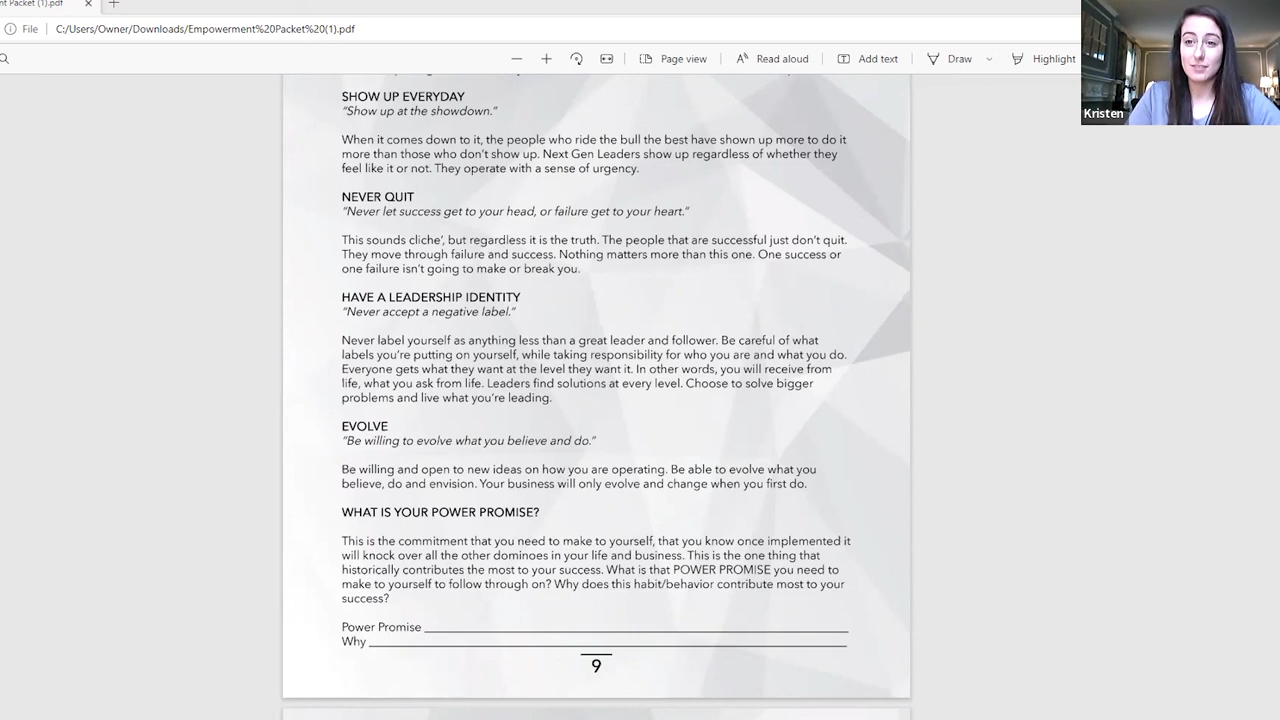 nt Packet (1).pdf
File C:/Users/Owner/Downloads/Empowerment%20Packet%20(1).pdf
Page view Read aloud Add text Draw Highlight
Kristen
SHOW UP EVERYDAY
“Show up at the showdown.”
When it comes down to it, the people who ride the bull the best have shown up more to do it
more than those who don’t show up. Next Gen Leaders show up regardless of whether they
feel like it or not. They operate with a sense of urgency.
NEVER QUIT
“Never let success get to your head, or failure get to your heart.”
This sounds cliche’, but regardless it is the truth. The people that are successful just don’t quit.
They move through failure and success. Nothing matters more than this one. One success or
one failure isn’t going to make or break you.
HAVE A LEADERSHIP IDENTITY
“Never accept a negative label.”
Never label yourself as anything less than a great leader and follower. Be careful of what
labels you’re putting on yourself, while taking responsibility for who you are and what you do.
Everyone gets what they want at the level they want it. In other words, you will receive from
life, what you ask from life. Leaders find solutions at every level. Choose to solve bigger
problems and live what you’re leading.
EVOLVE
“Be willing to evolve what you believe and do.”
Be willing and open to new ideas on how you are operating. Be able to evolve what you
believe, do and envision. Your business will only evolve and change when you first do.
WHAT IS YOUR POWER PROMISE?
This is the commitment that you need to make to yourself, that you know once implemented it
will knock over all the other dominoes in your life and business. This is the one thing that
historically contributes the most to your success. What is that POWER PROMISE you need to
make to yourself to follow through on? Why does this habit/behavior contribute most to your
success?
Power Promise
Why
9